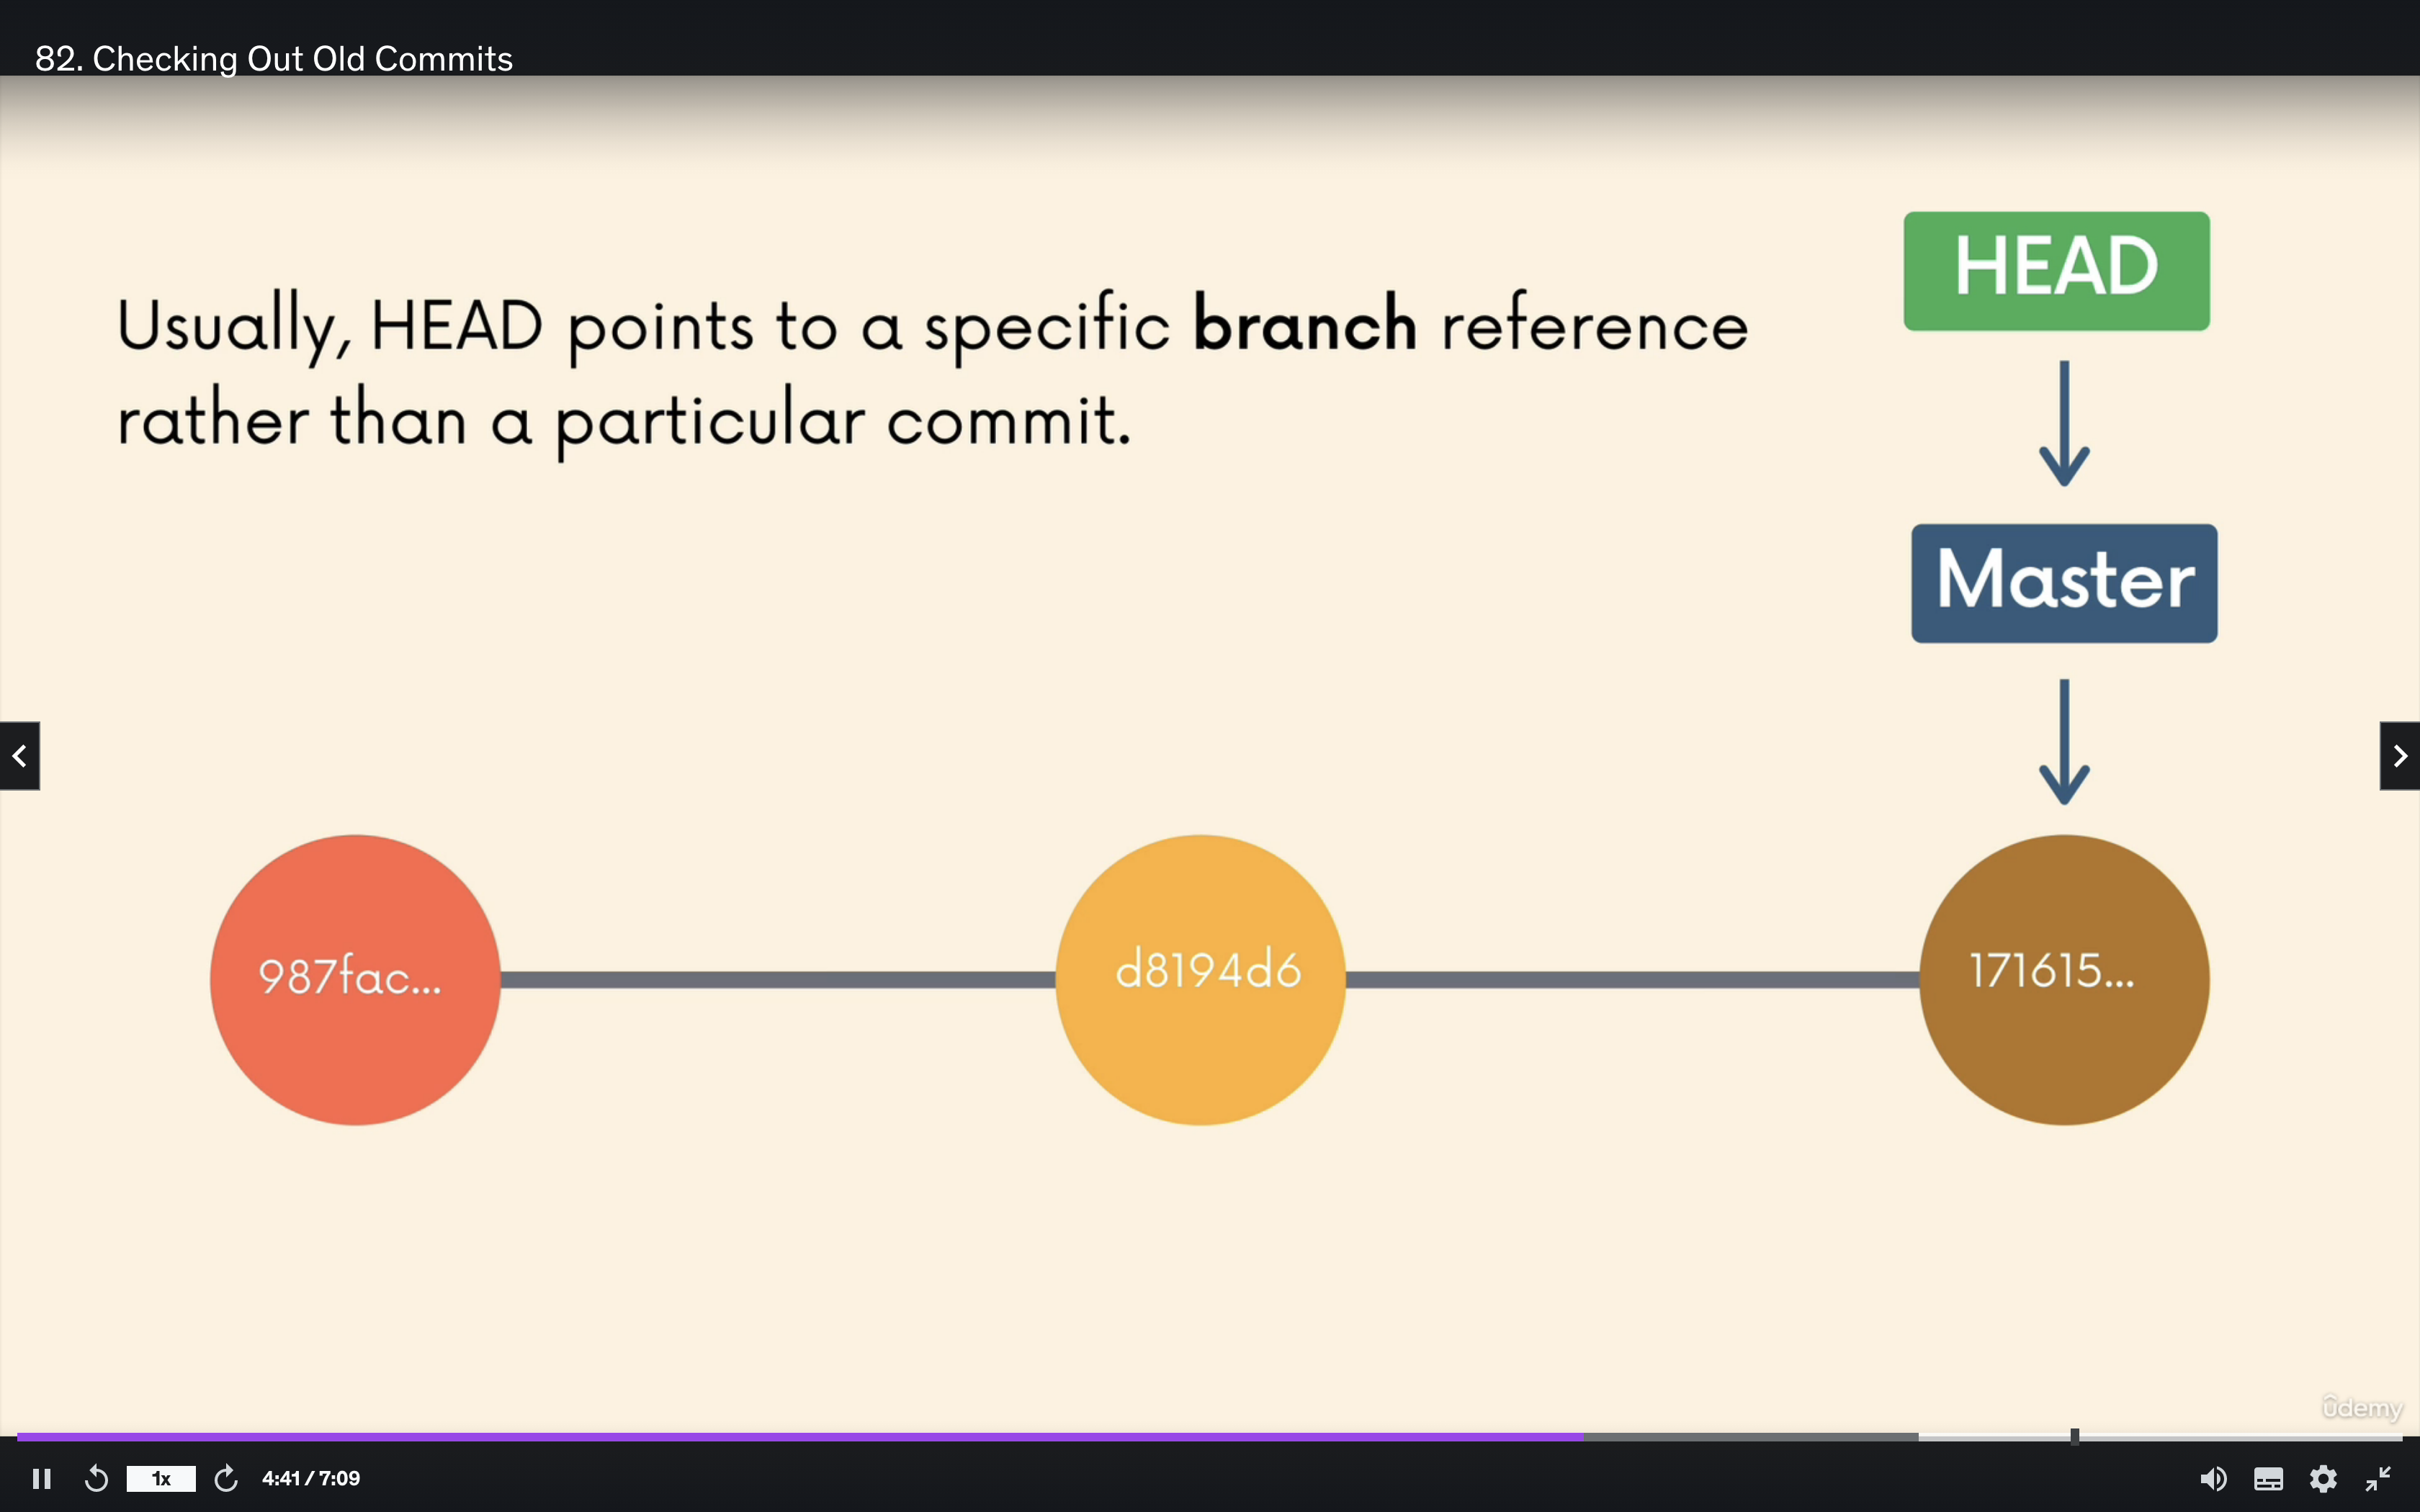 82. Checking Out Old Commits
HEAD
Usually, HEAD points to a specific branch reference
rather than a particular commit.
Master
987fac...
d8194d6
171615...
udemy
1x
4:41 / 7:09